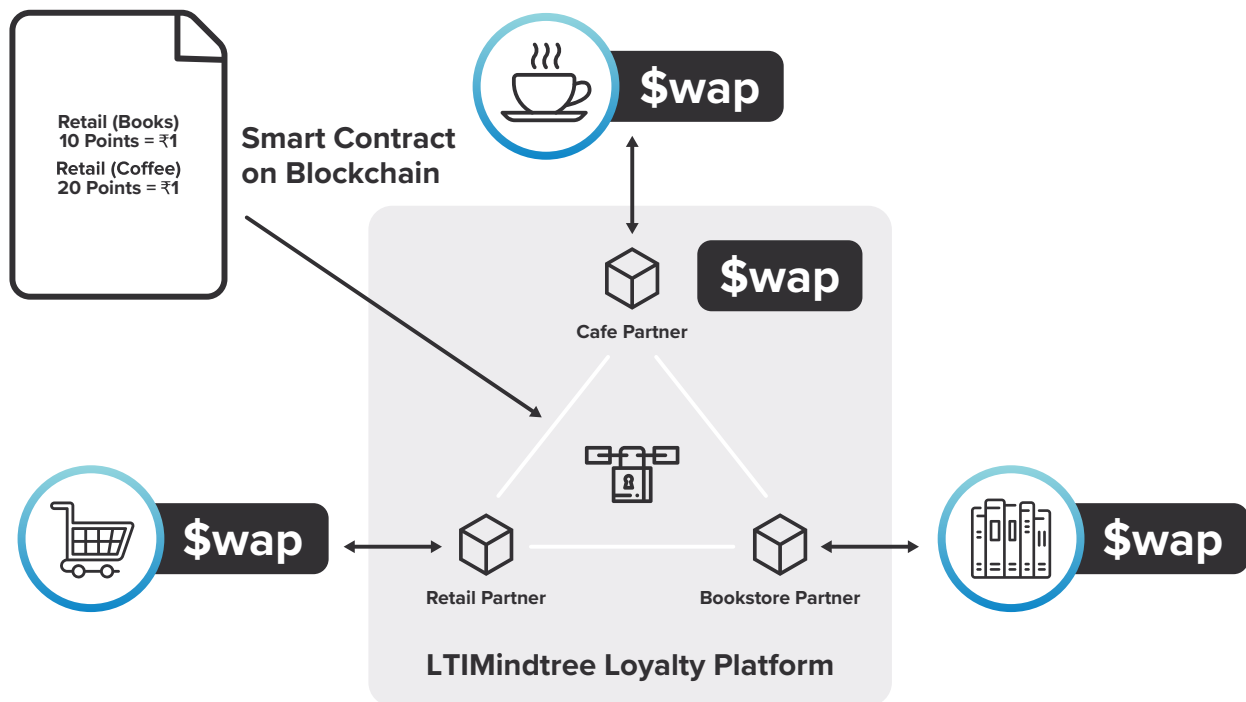 Retail (Books)
10 Points = ₹1
Retail (Coffee)
20 Points = ₹1
Smart Contract
on Blockchain
$wap
$wap
Cafe Partner
$wap
$wap
Retail Partner
Bookstore Partner
LTIMindtree Loyalty Platform